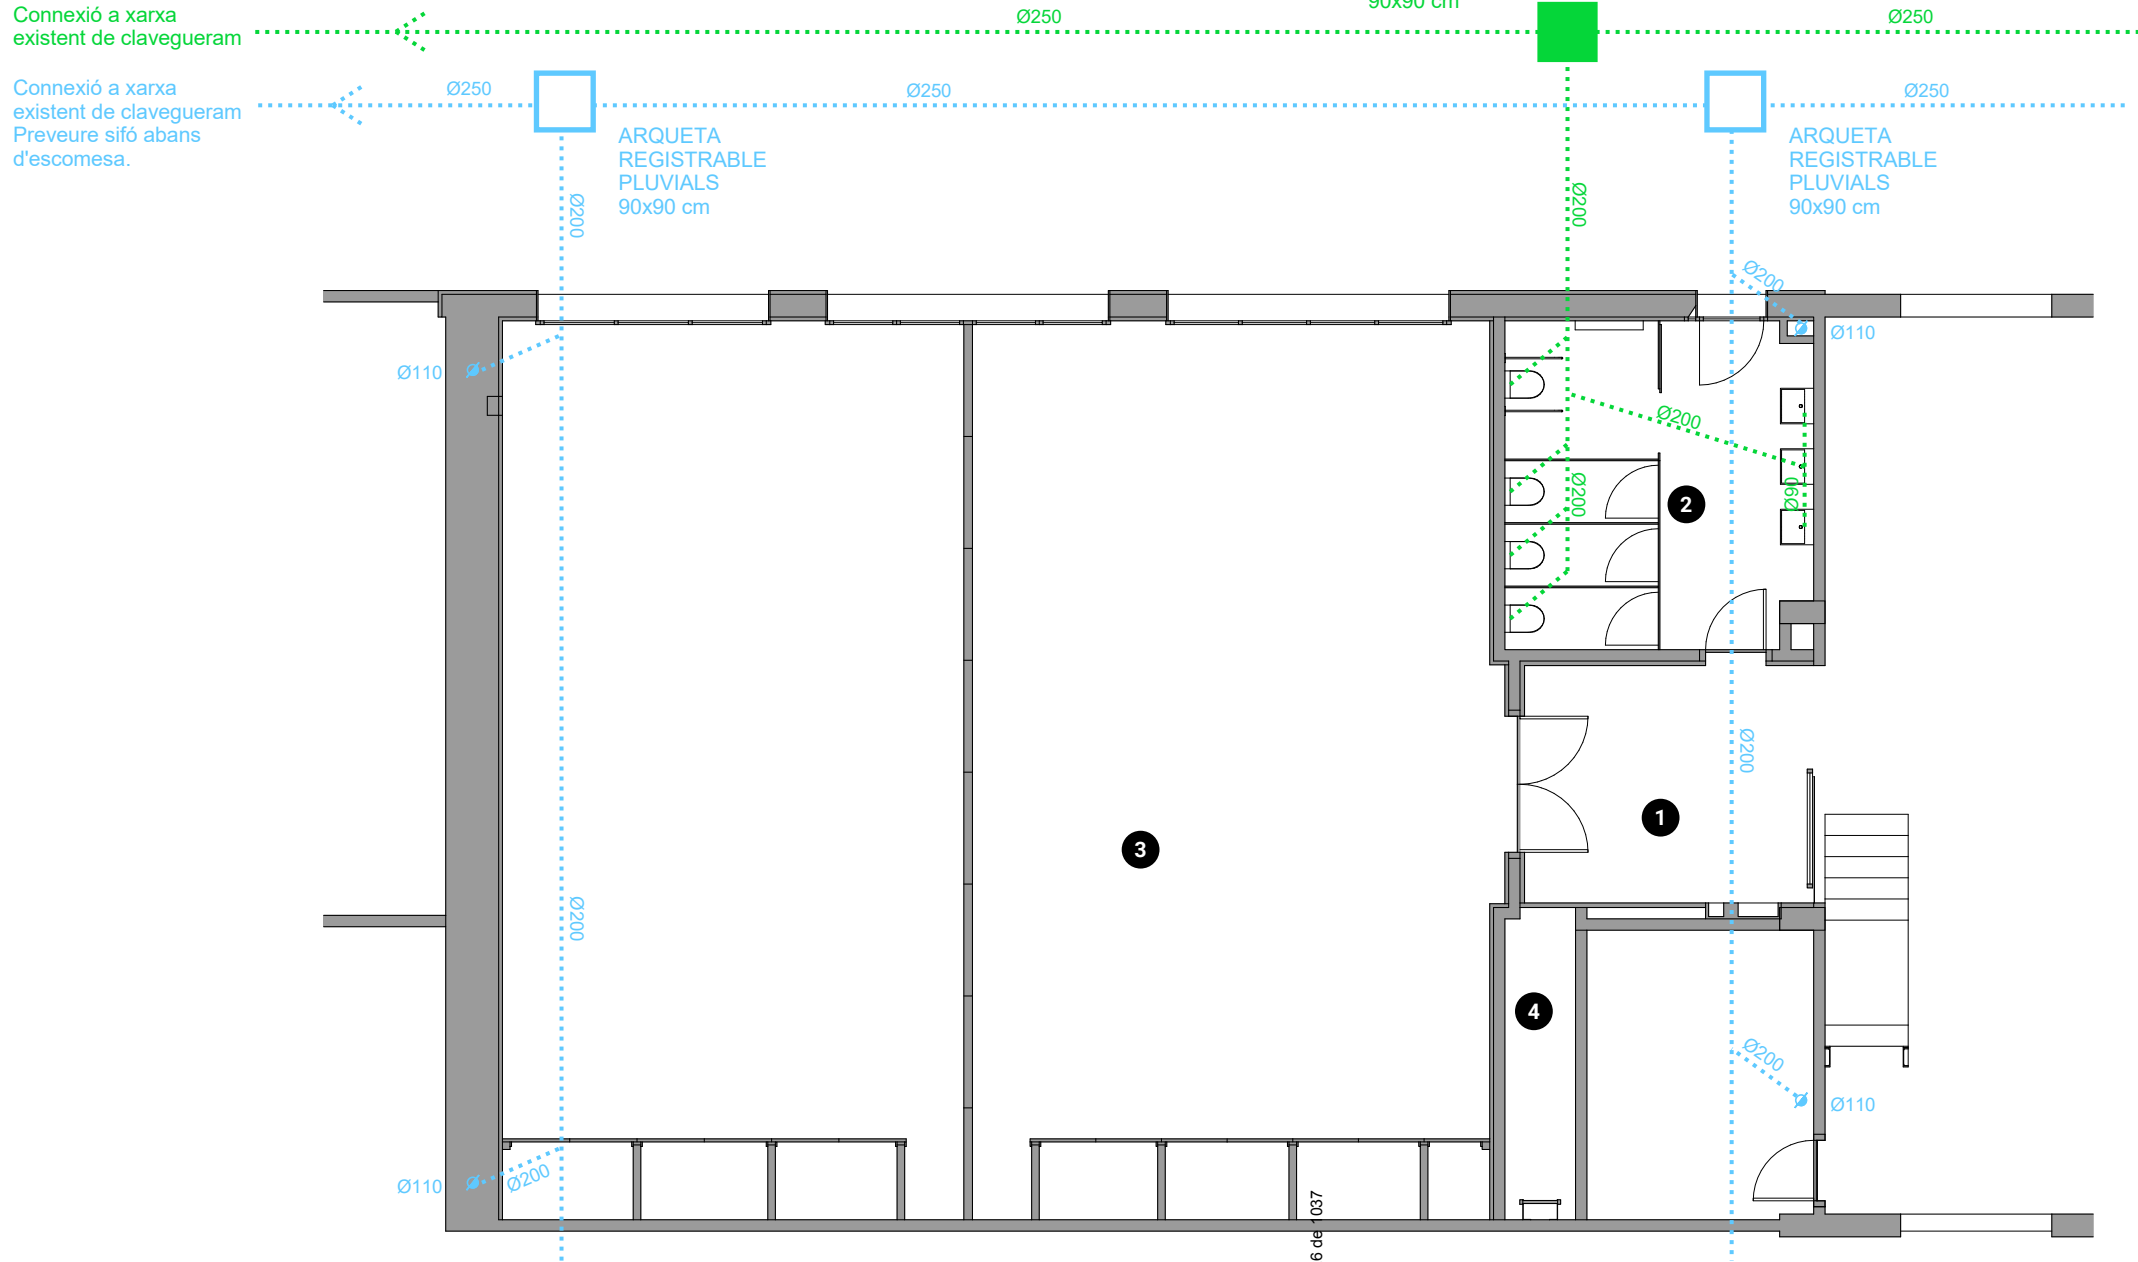 Connexió a xarxa
existent de clavegueram
Ø250
90x90 cm
Ø250
Connexió a xarxa
existent de clavegueram
Preveure sifó abans
d'escomesa.
Ø250
Ø250
Ø250
ARQUETA
REGISTRABLE
PLUVIALS
90x90 cm
ARQUETA
REGISTRABLE
PLUVIALS
90x90 cm
Ø200
Ø200
Ø200
Ø110
Ø110
Ø200
Ø200
Ø90
2
Ø200
1
3
Ø200
4
Ø200
Ø110
Ø110
Ø200
6 de 1037